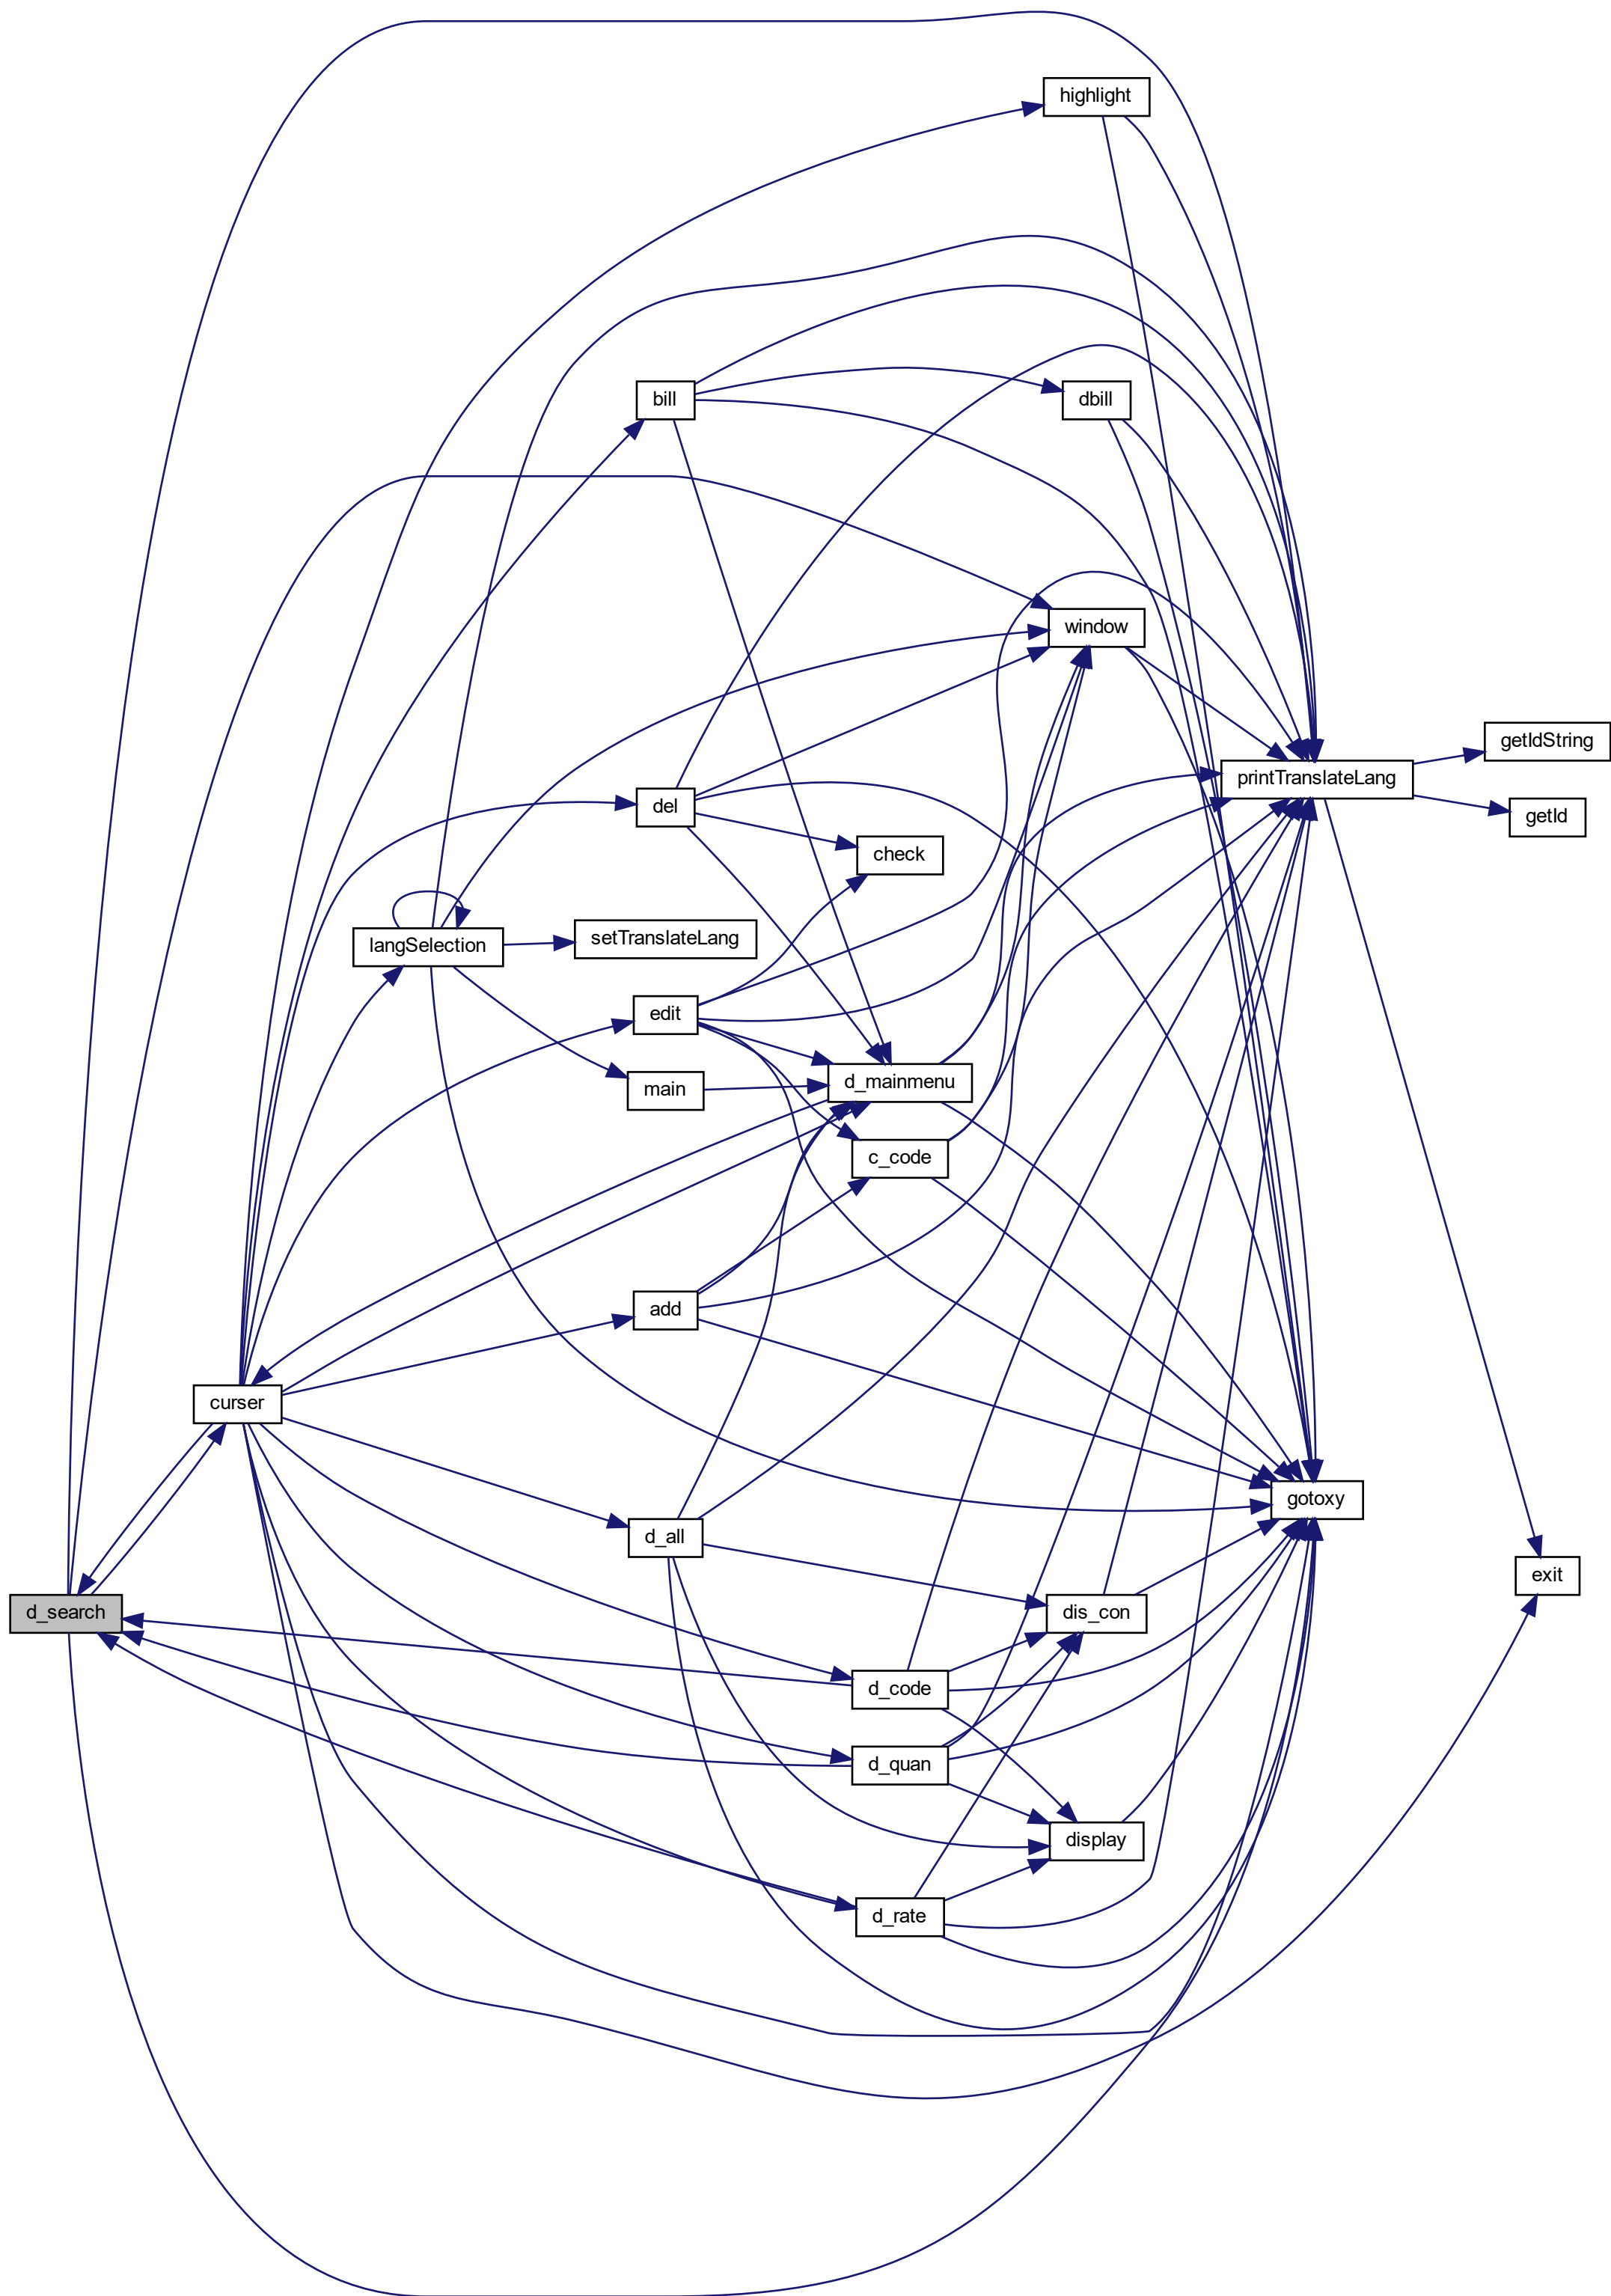 highlight
bill
dbill
window
getIdString
printTranslateLang
del
getId
check
setTranslateLang
langSelection
edit
main
d_mainmenu
c_code
add
curser
gotoxy
d_all
exit
d_search
dis_con
d_code
d_quan
display
d_rate